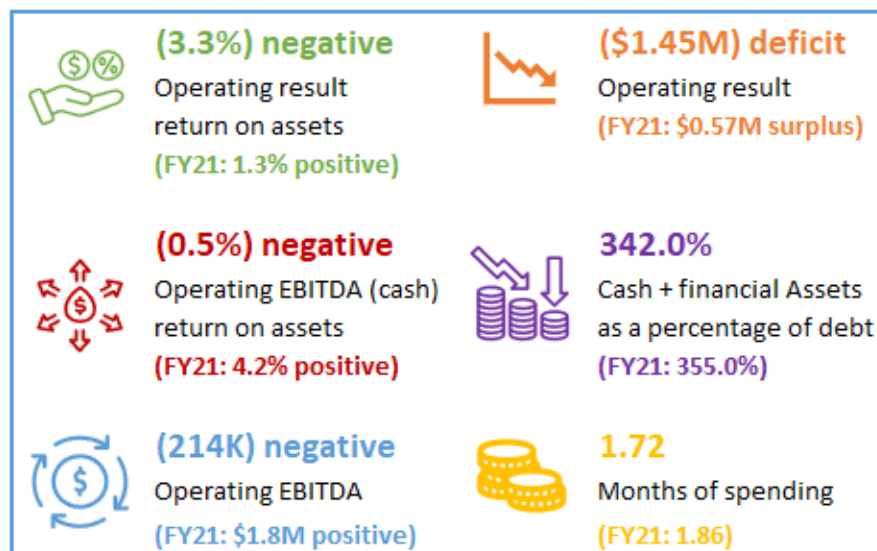 $ %
(3.3%) negative
Operating result
return on assets
(FY21: 1.3% positive)
($1.45M) deficit
Operating result
(FY21: $0.57M surplus)
$
(0.5%) negative
Operating EBITDA (cash)
return on assets
(FY21: 4.2% positive)
342.0%
Cash + financial Assets
as a percentage of debt
(FY21: 355.0%)
$
(214K) negative
Operating EBITDA
(FY21: $1.8M positive)
1.72
Months of spending
(FY21: 1.86)